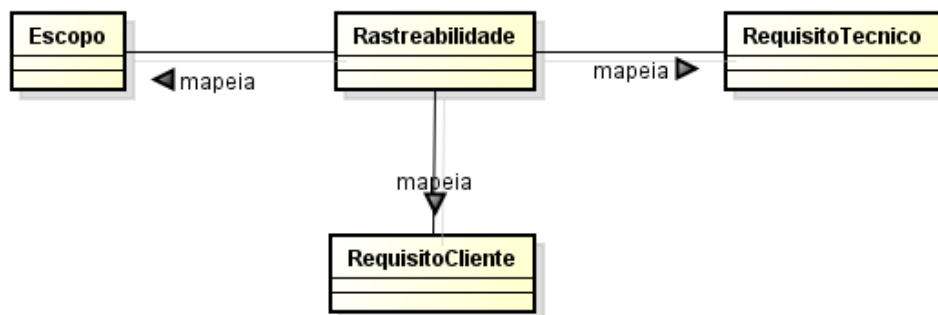 Escopo
Rastreabilidade
RequisitoTecnico
mapeia
mapeia
mapeia
RequisitoCliente